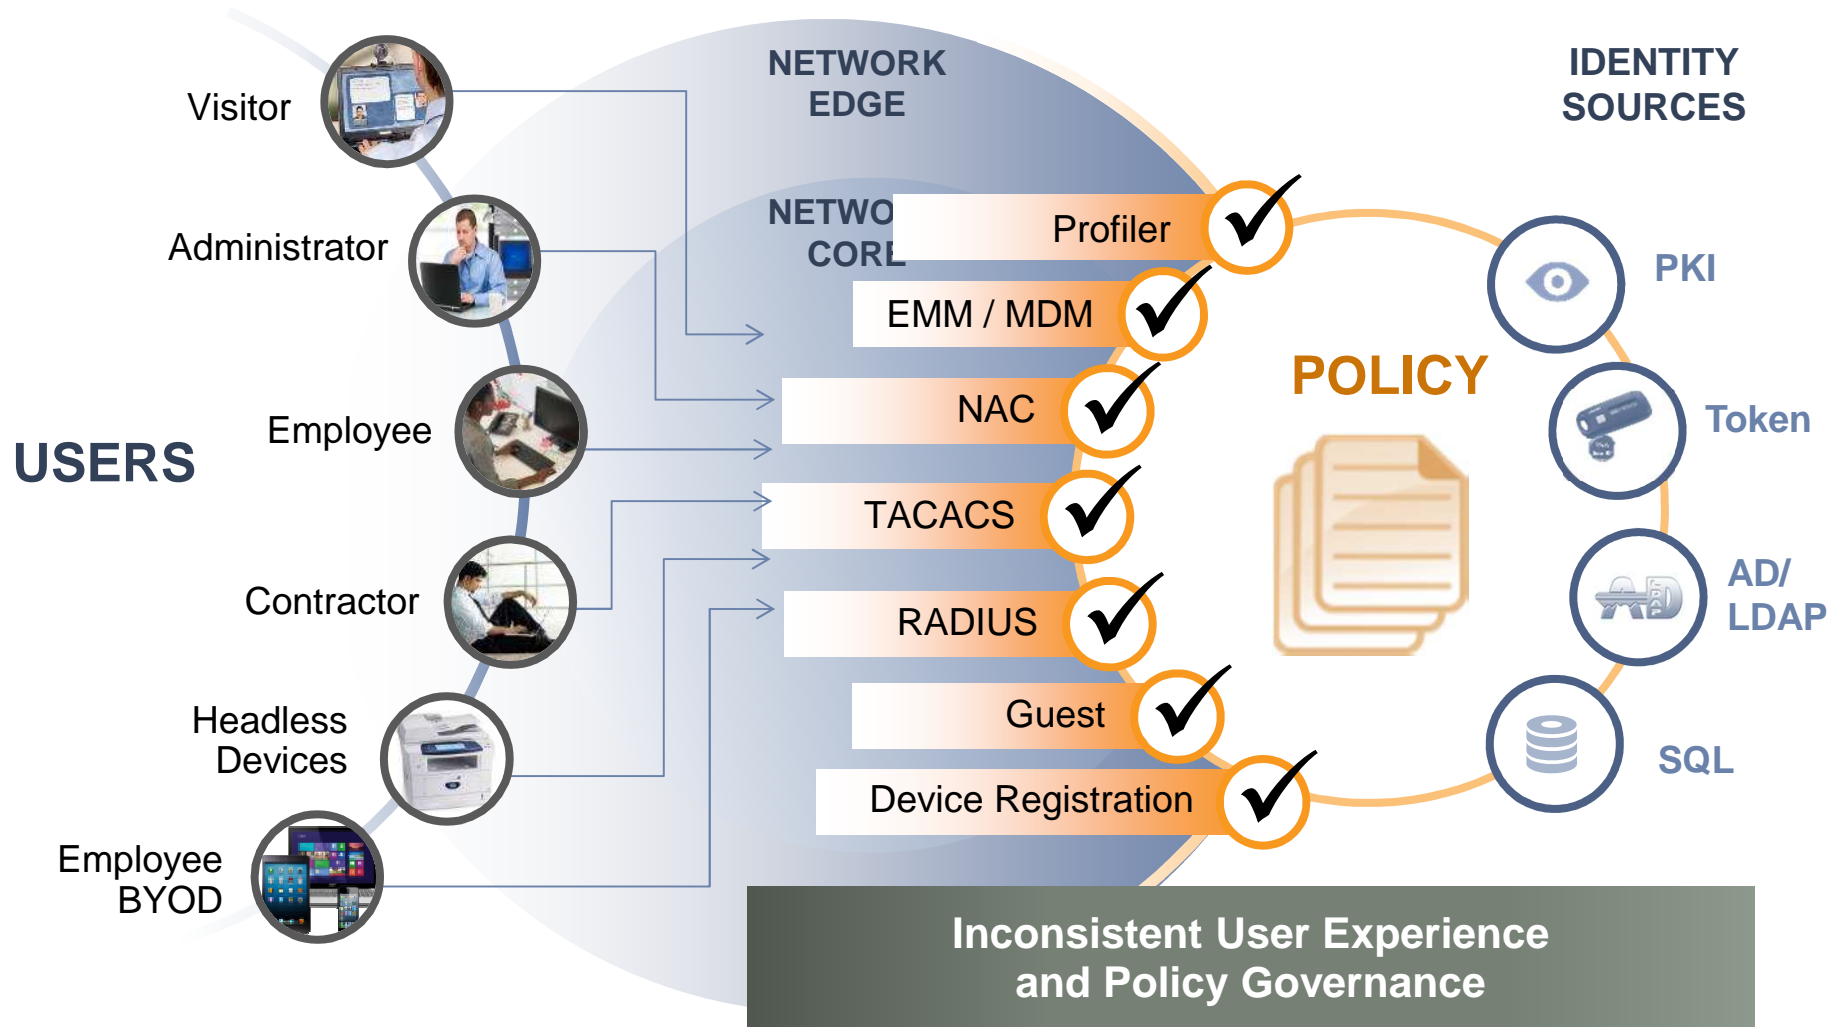 NETWORK
EDGE
IDENTITY
SOURCES
Visitor
NETWO
CORE
Profiler
Administrator
PKI
EMM / MDM
POLICY
NAC
Token
Employee
USERS
TACACS
AD/
LDAP
Contractor
RADIUS
Headless
Devices
Guest
SQL
Device Registration
Employee
BYOD
Inconsistent User Experience
and Policy Governance